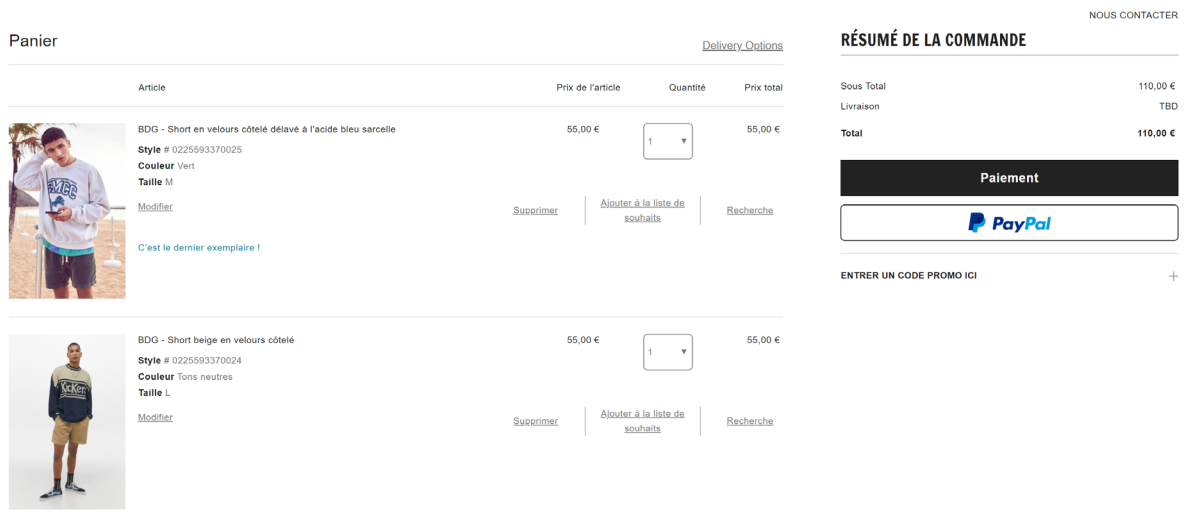 NOUS CONTACTER
Panier
Delivery Options
RÉSUMÉ DE LA COMMANDE
Article
Prix de l'article
Quantité
Prix total
BDG - Short en velours côtelé délavé à l'acide bleu sarcelle
55,00 €
1
55,00 €
Style # 0225593370025
Couleur Vert
Taille M
Modifier
Supprimer
Ajouter à la liste de
souhaits
Recherche
C'est le dernier exemplaire !
BDG - Short beige en velours côtelé
55,00 €
1
55,00 €
Style # 0225593370024
Couleur Tons neutres
Taille L
Modifier
Supprimer
Ajouter à la liste de
souhaits
Recherche
Sous Total
110,00 €
Livraison
TBD
Total
110,00 €
Paiement
PayPal
ENTRER UN CODE PROMO ICI